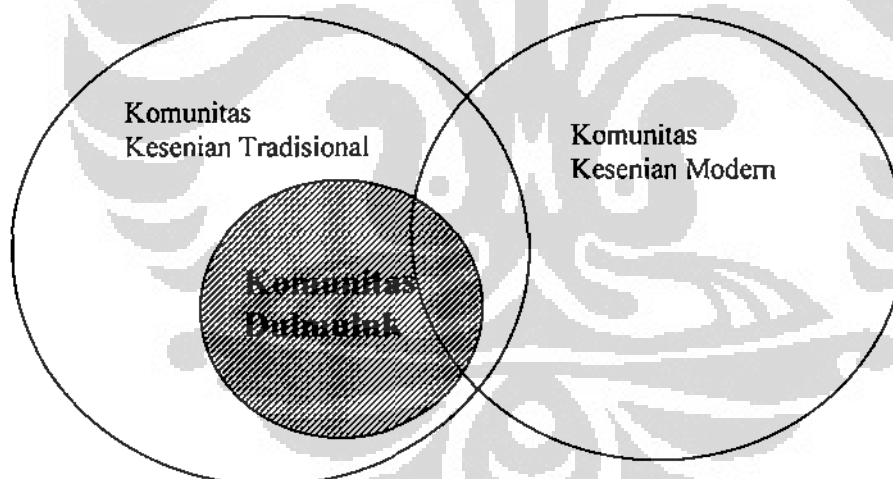 Komunitas
Kesenian Tradisional
Komunitas
Kesenian Modern
Komunitas
Dulmuluk